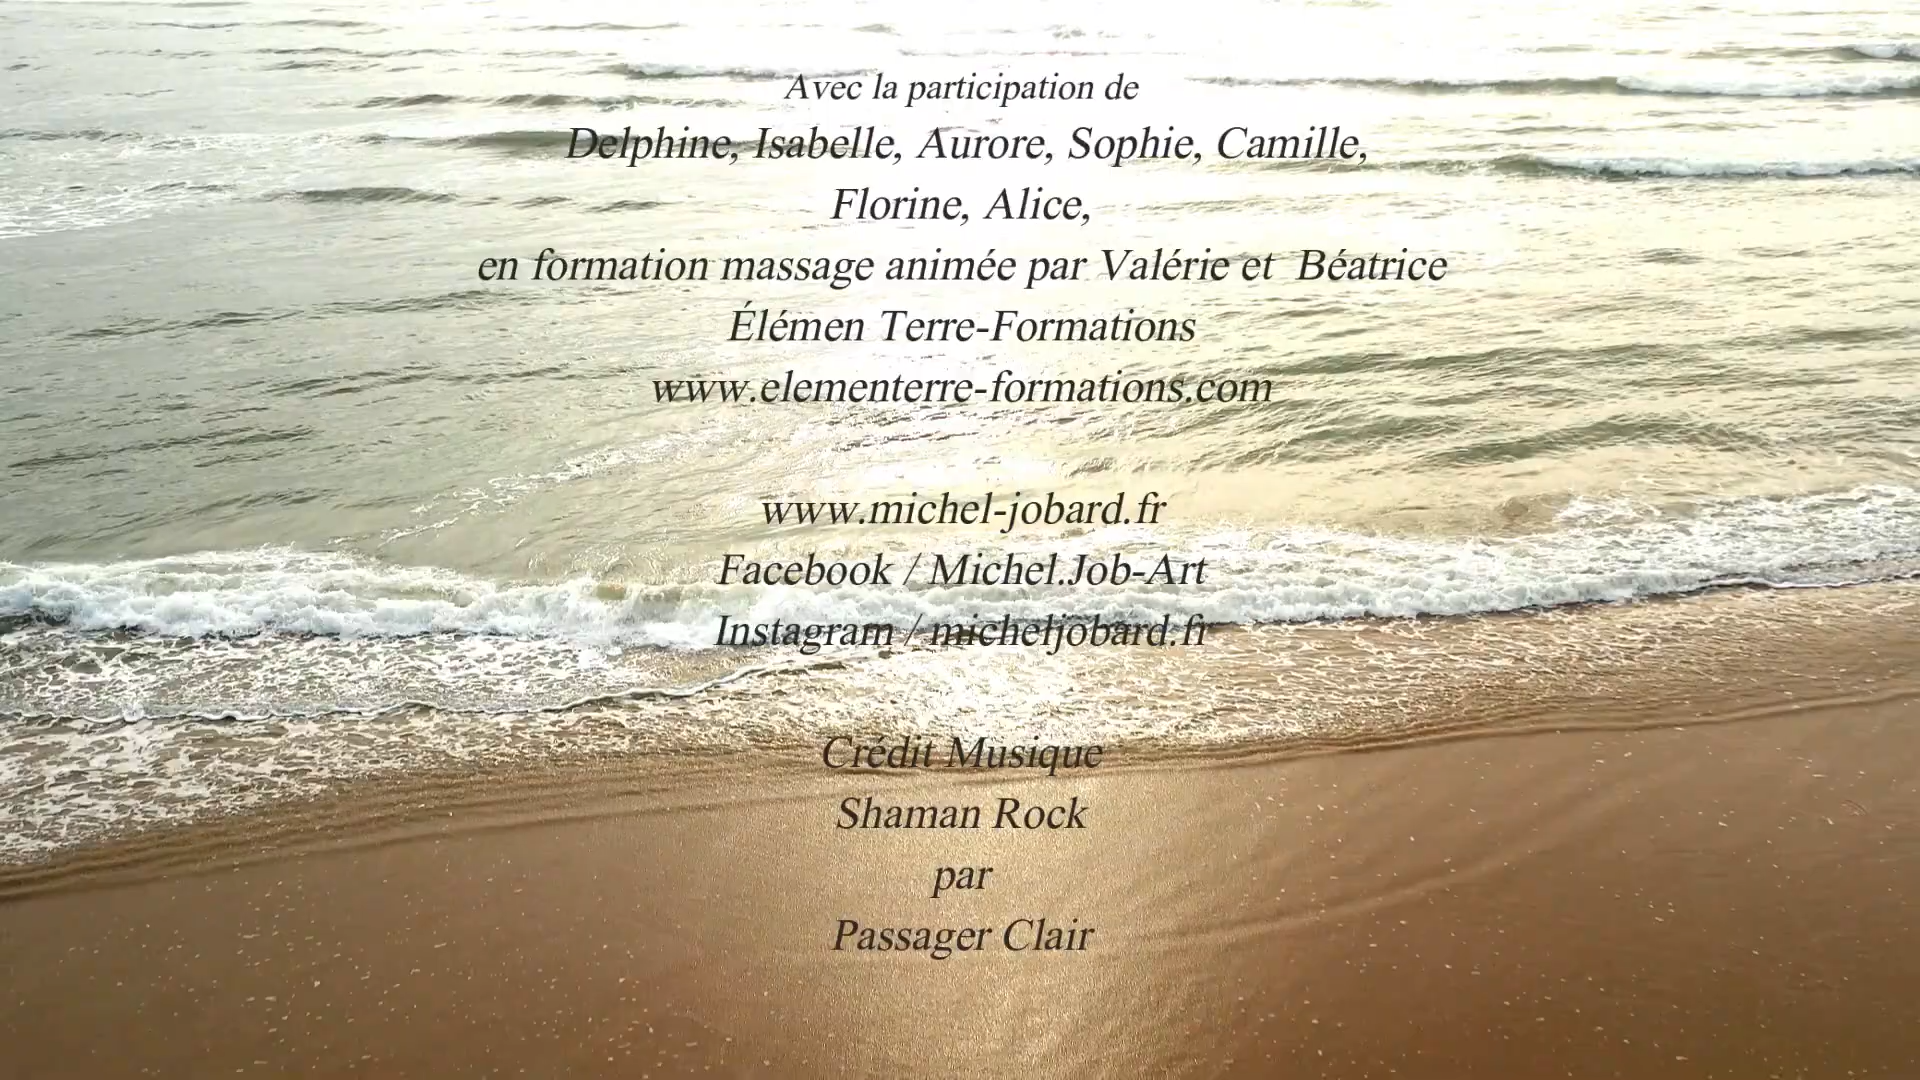 Avec la participation de
Delphine, Isabelle, Aurore, Sophie, Camille,
Florine, Alice,
en formation massage animée par Valérie et  Béatrice
Élémen Terre-Formations
www.elementerre-formations.com
www.michel-jobard.fr
Facebook / Michel.Job-Art
Instagram / micheljobard.fr
Crédit Musique
Shaman Rock
par
Passager Clair